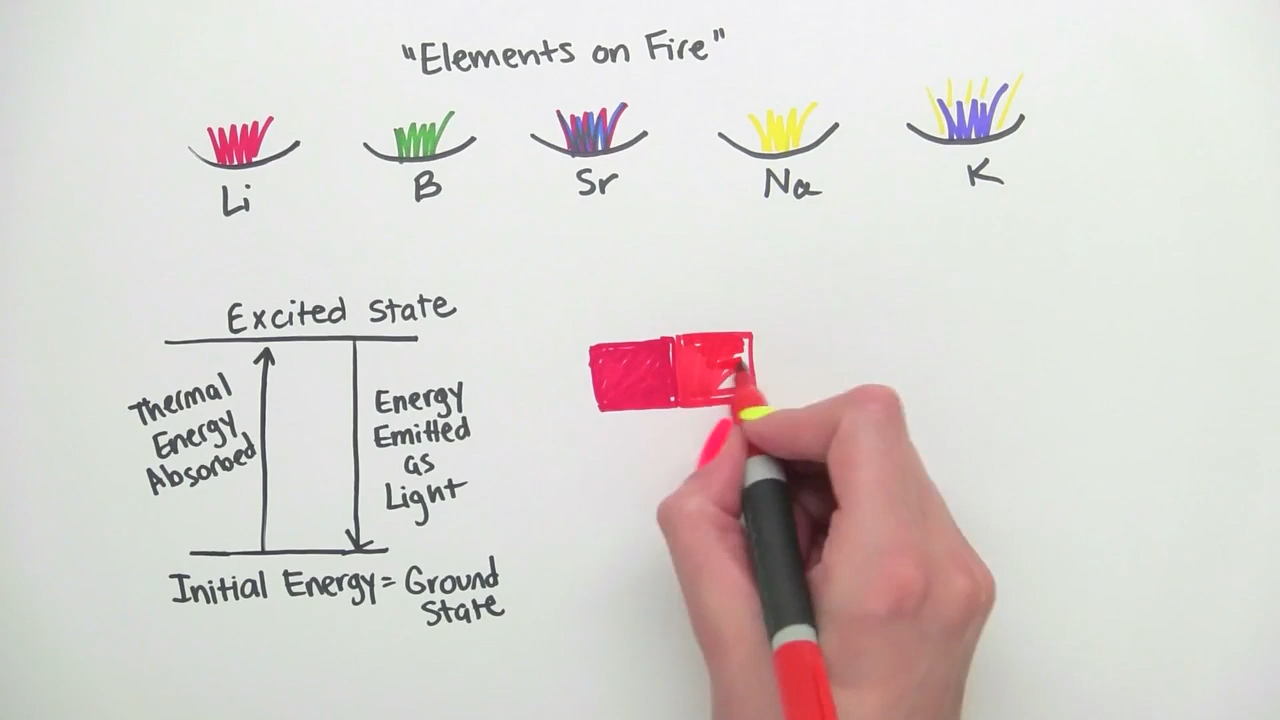 "Elements on Fire"
Li
B
Sr
Na
K
Excited State
Thermal
Energy
Absorbed
Energy
Emitted
as
Light
Initial Energy = Ground
State